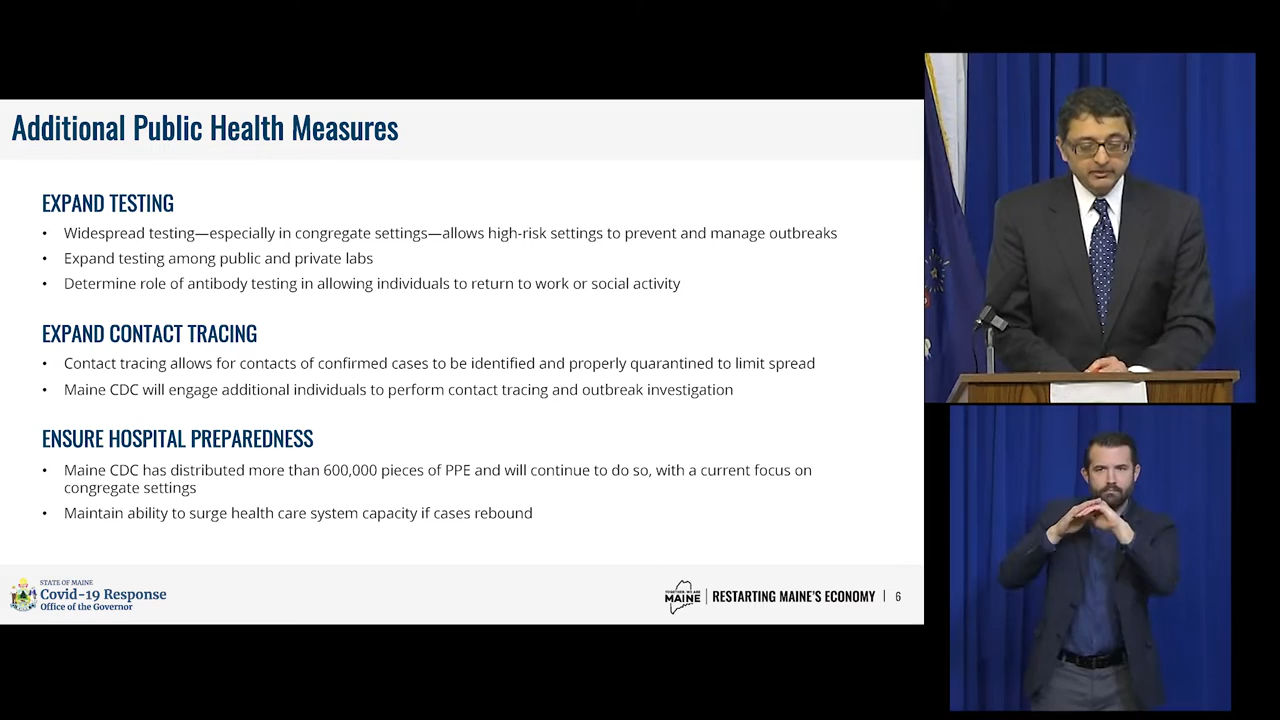 Additional Public Health Measures
EXPAND TESTING
• Widespread testing—especially in congregate settings—allows high-risk settings to prevent and manage outbreaks
• Expand testing among public and private labs
• Determine role of antibody testing in allowing individuals to return to work or social activity
EXPAND CONTACT TRACING
• Contact tracing allows for contacts of confirmed cases to be identified and properly quarantined to limit spread
• Maine CDC will engage additional individuals to perform contact tracing and outbreak investigation
ENSURE HOSPITAL PREPAREDNESS
• Maine CDC has distributed more than 600,000 pieces of PPE and will continue to do so, with a current focus on
congregate settings
• Maintain ability to surge health care system capacity if cases rebound
STATE OF MAINE
Covid-19 Response
Office of the Governor
TOGETHER, WE ARE
MAINE
RESTARTING MAINE'S ECONOMY | 6